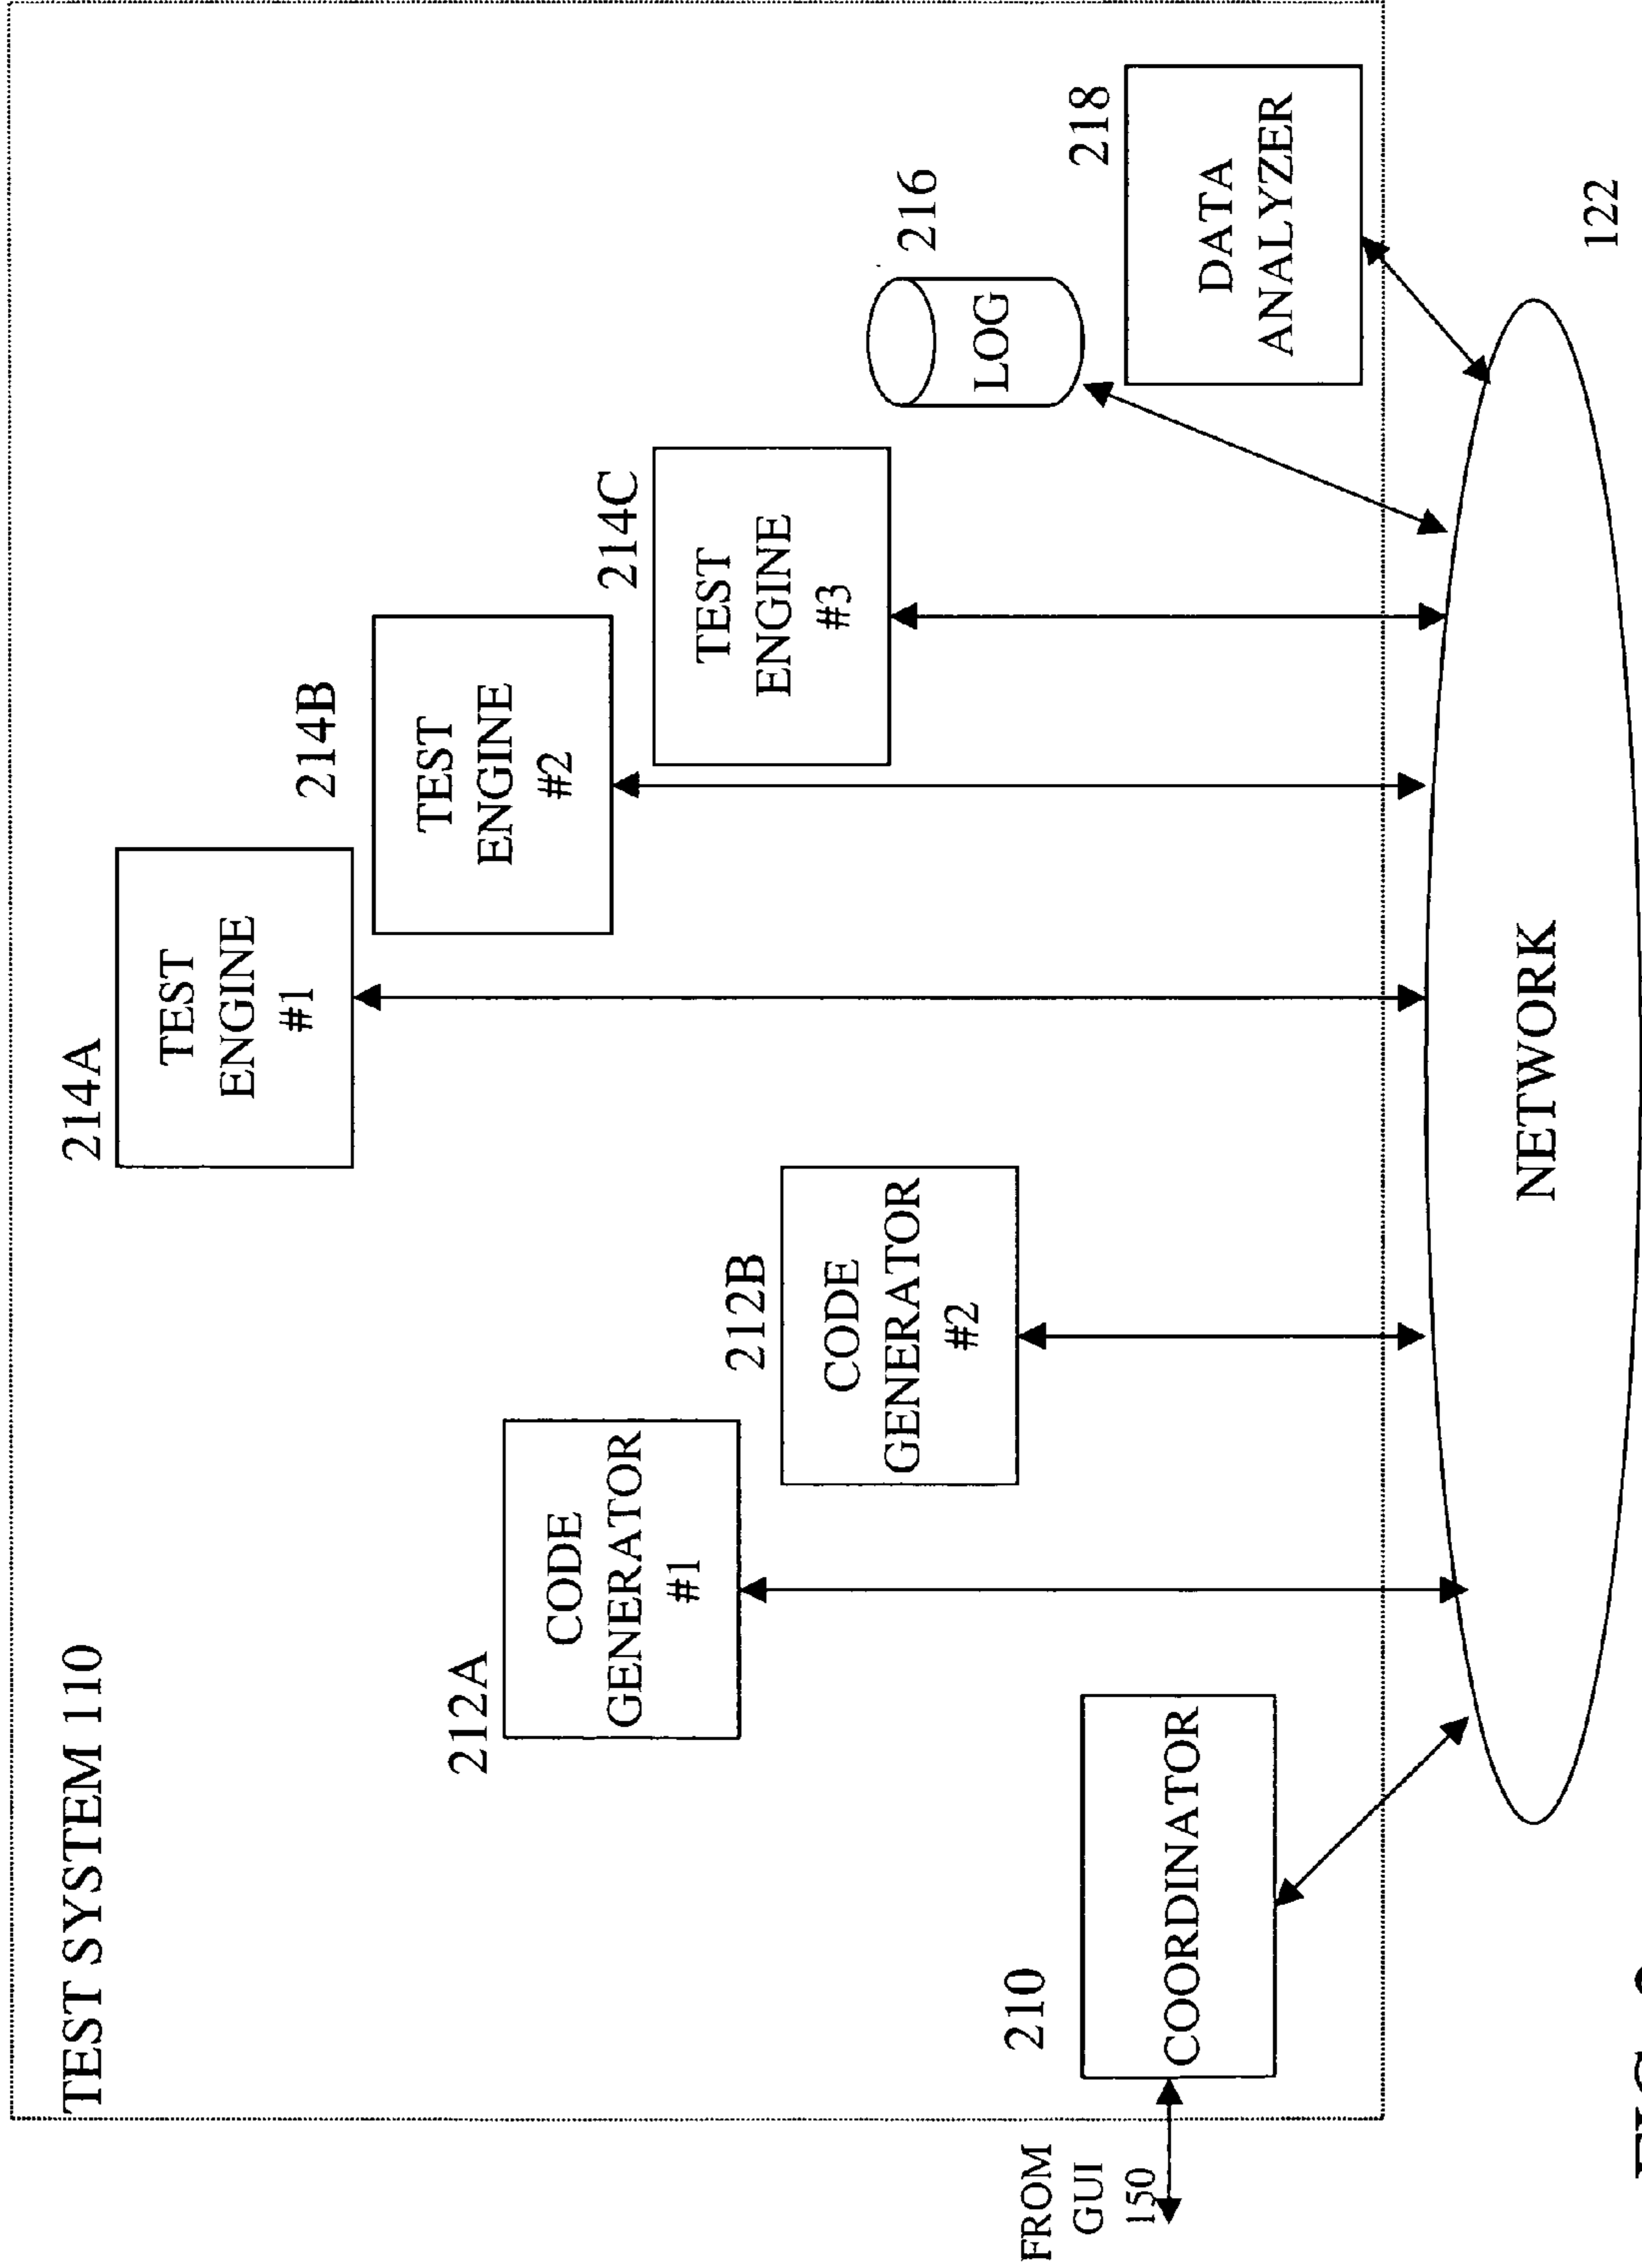 TEST SYSTEM 110
214A
TEST
ENGINE
#1
214B
TEST
ENGINE
#2
214C
TEST
ENGINE
#3
212A
CODE
GENERATOR
#1
212B
CODE
GENERATOR
#2
216
LOG
218
DATA
ANALYZER
210
COORDINATOR
FROM
GUI
150
NETWORK
122